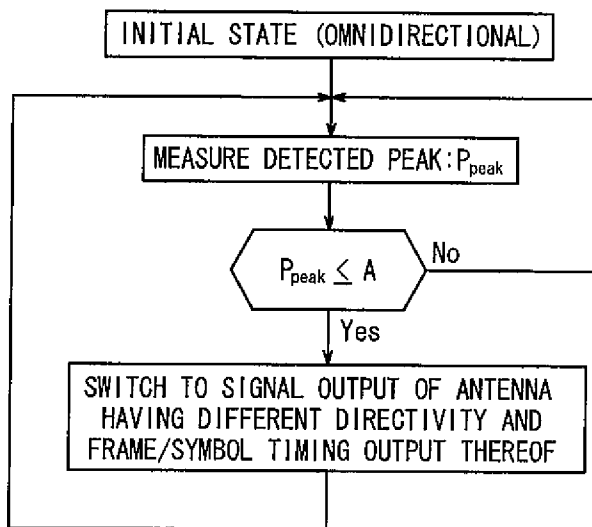 INITIAL STATE (OMNIDIRECTIONAL)
MEASURE DETECTED PEAK:Ppeak
Ppeak ≤ A
No
Yes
SWITCH TO SIGNAL OUTPUT OF ANTENNA
HAVING DIFFERENT DIRECTIVITY AND
FRAME/SYMBOL TIMING OUTPUT THEREOF